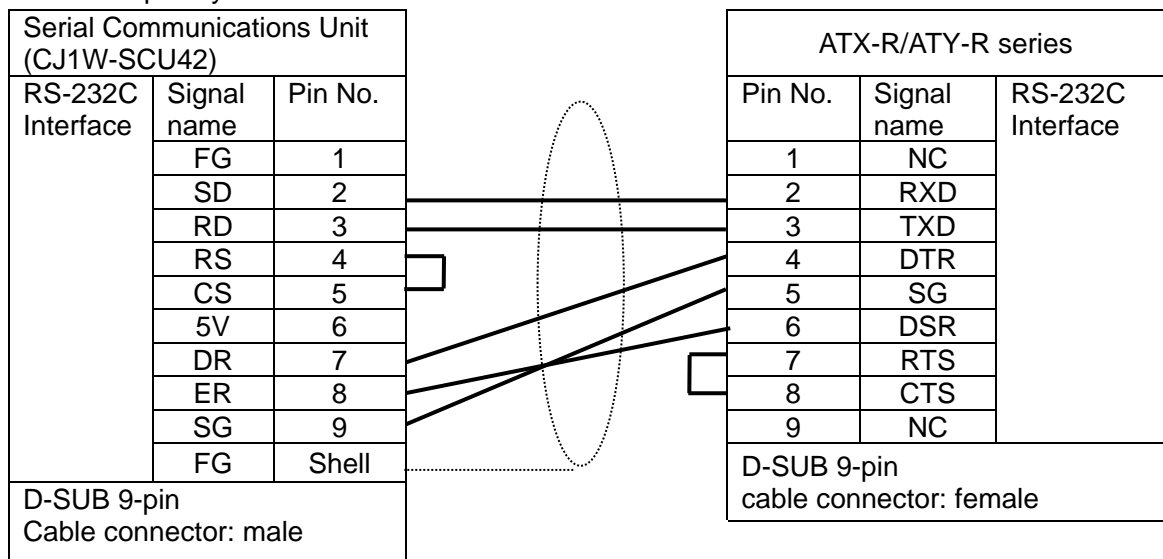 Serial Communications Unit
(CJ1W-SCU42)
RS-232C Signal Pin No.
Interface name
FG 1
SD 2
RD 3
RS 4
CS 5
5V 6
DR 7
ER 8
SG 9
FG Shell
D-SUB 9-pin
Cable connector: male
ATX-R/ATY-R series
Pin No. Signal RS-232C
name Interface
1 NC
2 RXD
3 TXD
4 DTR
5 SG
6 DSR
7 RTS
8 CTS
9 NC
D-SUB 9-pin
cable connector: female